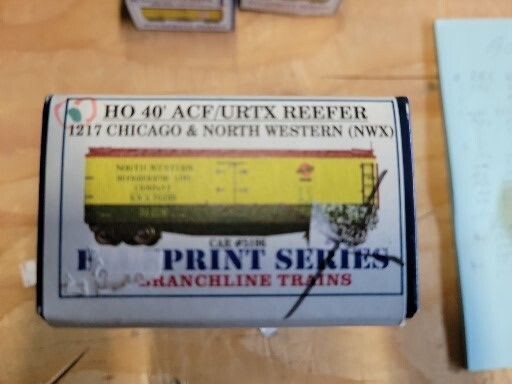 HO 40' ACF/URTX REEFER
1217 CHICAGO & NORTH WESTERN (NWX)
NORTH WESTERN
REFRIGERATOR LINE
COMPANY
CAR #
PRINT SERIES
BRANCHLINE TRAINS